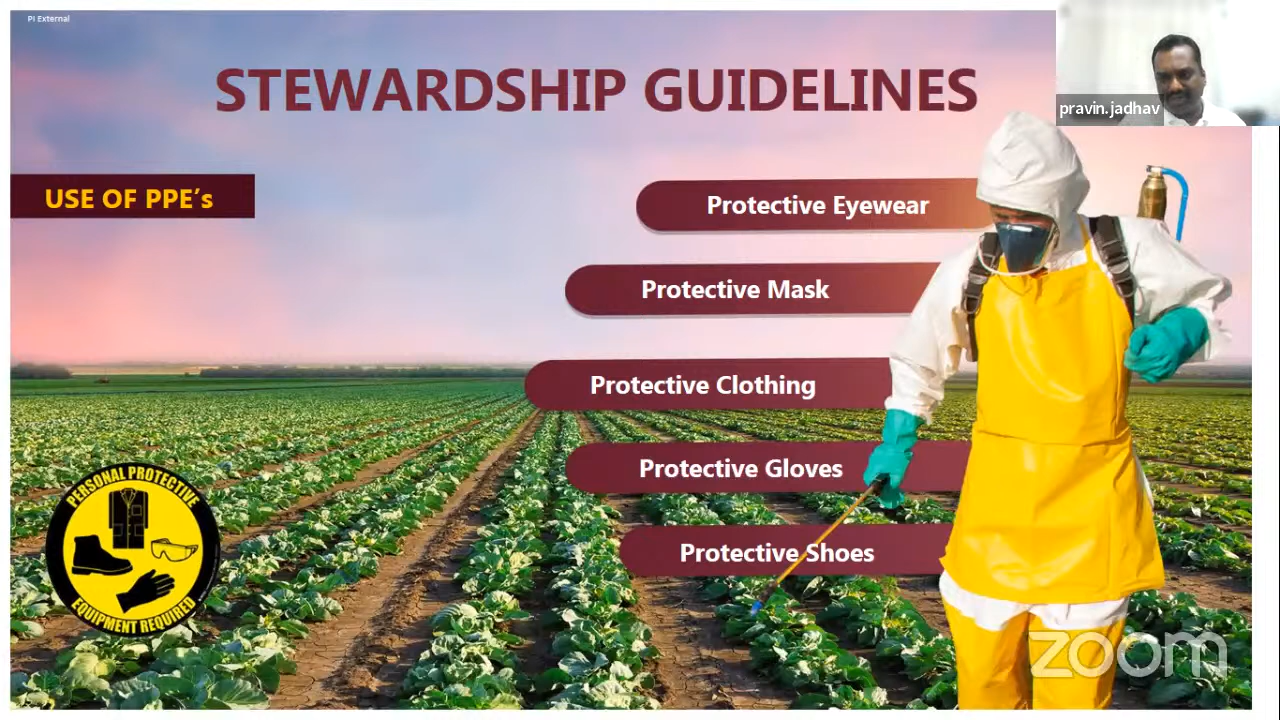 PI External
STEWARDSHIP GUIDELINES
pravin.jadhav
USE OF PPE’s
Protective Eyewear
Protective Mask
Protective Clothing
Protective Gloves
Protective Shoes
PERSONAL PROTECTIVE
EQUIPMENT REQUIRED
zoom